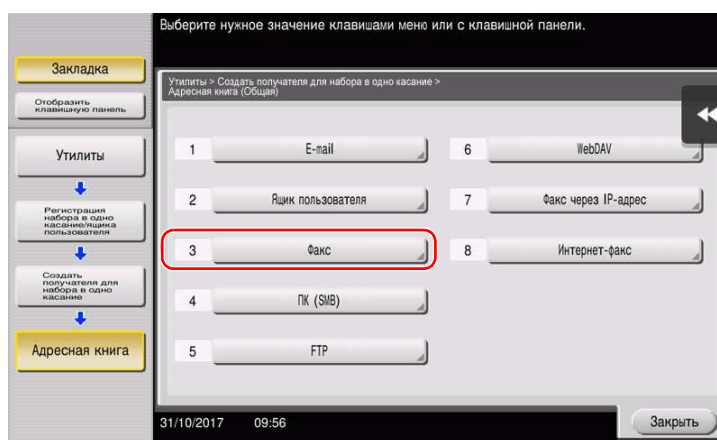 Выберите нужное значение клавишами меню или с клавишной панели.
Закладка
Отобразить
клавишную панель
Утилиты
Регистрация
набора в одно
касание/ящика
пользователя
Создать
получателя для
набора в одно
касание
Адресная книга
Утилиты > Создать получателя для набора в одно касание >
Адресная книга (Общая)
1 E-mail
2 Ящик пользователя
3 Факс
4 ПК (SMB)
5 FTP
6 WebDAV
7 Факс через IP-адрес
8 Интернет-факс
31/10/2017 09:56
Закрыть